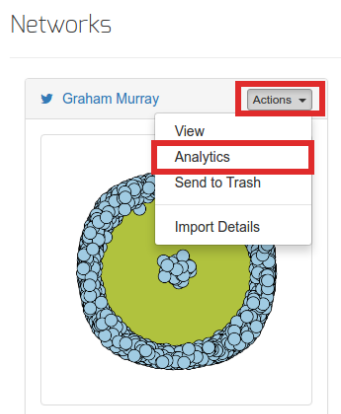 Networks
Graham Murray
Actions
View
Analytics
Send to Trash
Import Details